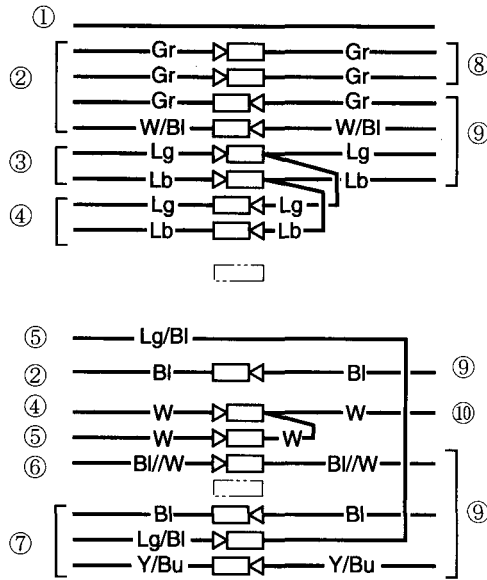 ①
② Gr Gr ⑧
Gr Gr
Gr Gr ⑨
W/Bl W/Bl
③ Lg Lg
Lb Lb
④ Lg Lg
Lb Lb
⑤ Lg/Bl
② Bl Bl ⑨
④ W W ⑩
⑤ W W
⑥ Bl//W Bl//W
⑦ Bl Bl ⑨
Lg/Bl
Y/Bu Y/Bu